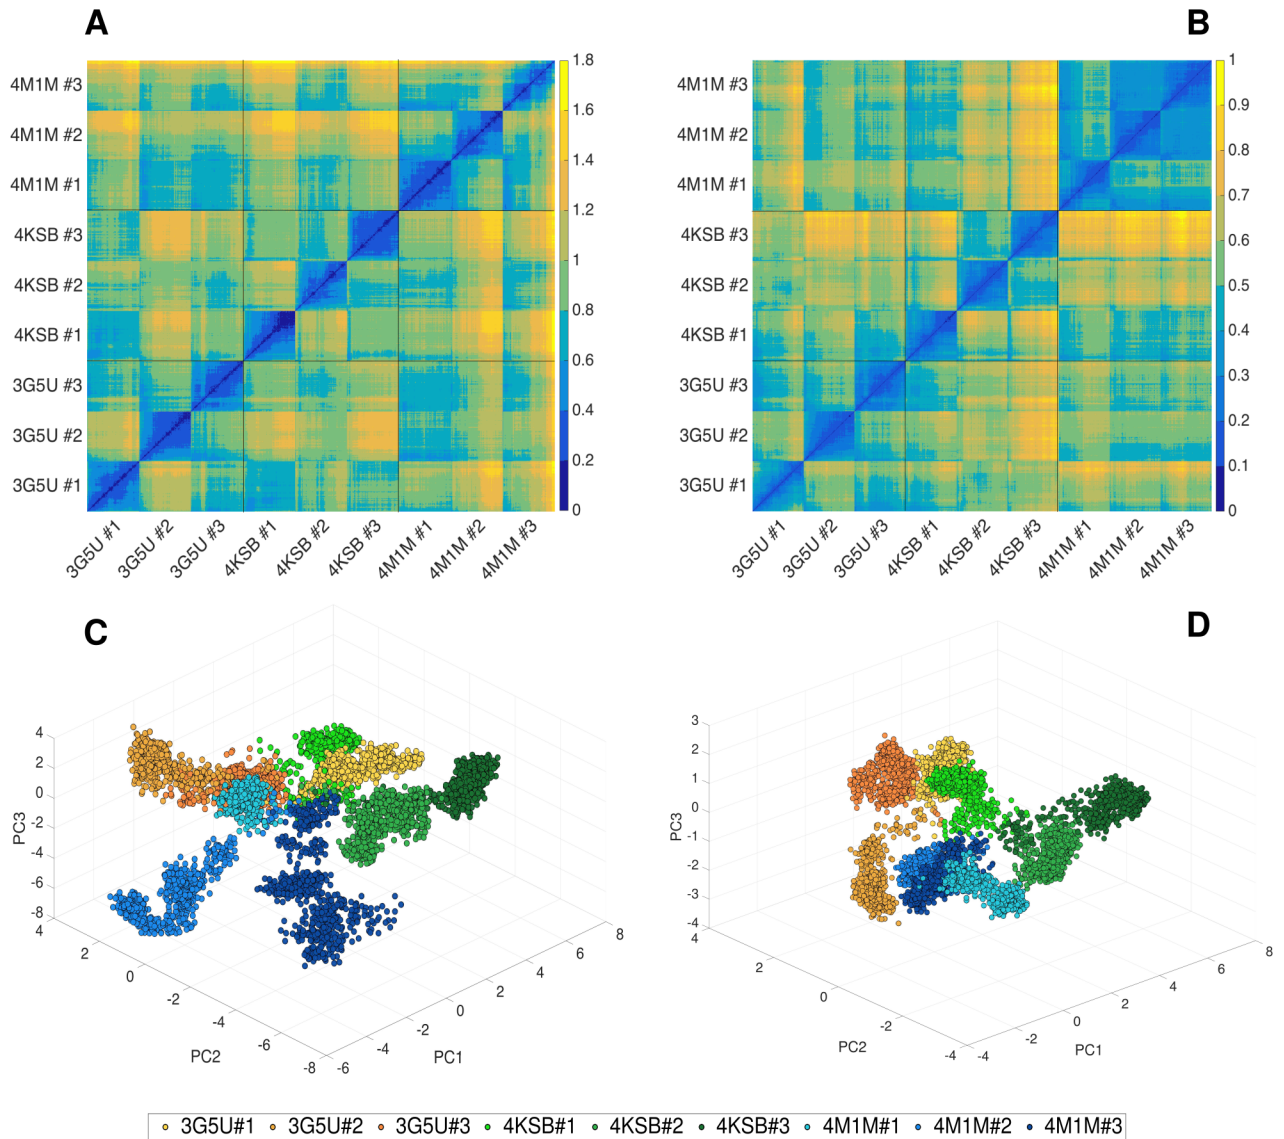 A
B
4M1M #3
4M1M #2
4M1M #1
4KSB #3
4KSB #2
4KSB #1
3G5U #3
3G5U #2
3G5U #1
3G5U #1 3G5U #2 3G5U #3 4KSB #1 4KSB #2 4KSB #3 4M1M #1 4M1M #2 4M1M #3
1.8
1.6
1.4
1.2
1
0.8
0.6
0.4
0.2
0
4M1M #3
4M1M #2
4M1M #1
4KSB #3
4KSB #2
4KSB #1
3G5U #3
3G5U #2
3G5U #1
3G5U #1 3G5U #2 3G5U #3 4KSB #1 4KSB #2 4KSB #3 4M1M #1 4M1M #2 4M1M #3
1
0.9
0.8
0.7
0.6
0.5
0.4
0.3
0.2
0.1
0
C
PC3
4
2
0
-2
-4
-6
-8
4
2
0
-2
-4
-6
-8
PC2
-6
-4
-2
0
2
4
6
8
PC1
D
PC3
3
2
1
0
-1
-2
-3
-4
4
2
0
-2
-4
PC2
-4
-2
0
2
4
6
8
PC1
3G5U#1 3G5U#2 3G5U#3 4KSB#1 4KSB#2 4KSB#3 4M1M#1 4M1M#2 4M1M#3